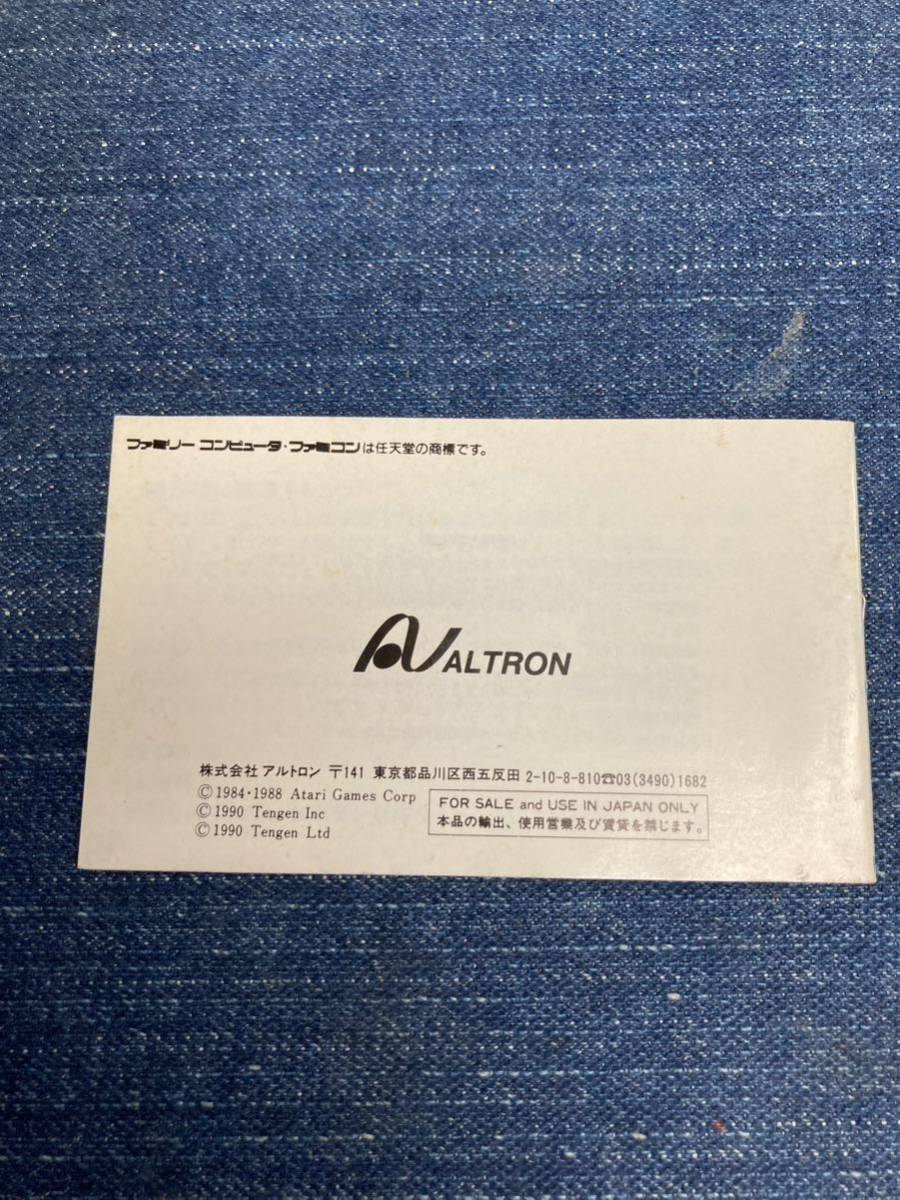 ファミリー コンピュータ・ファミコンは任天堂の商標です。
ALTRON
株式会社 アルトロン 〒141 東京都品川区西五反田 2-10-8-810☎03(3490)1682
©1984・1988 Atari Games Corp
©1990 Tengen Inc
©1990 Tengen Ltd
FOR SALE and USE IN JAPAN ONLY
本品の輸出、使用営業及び賃貸を禁じます。